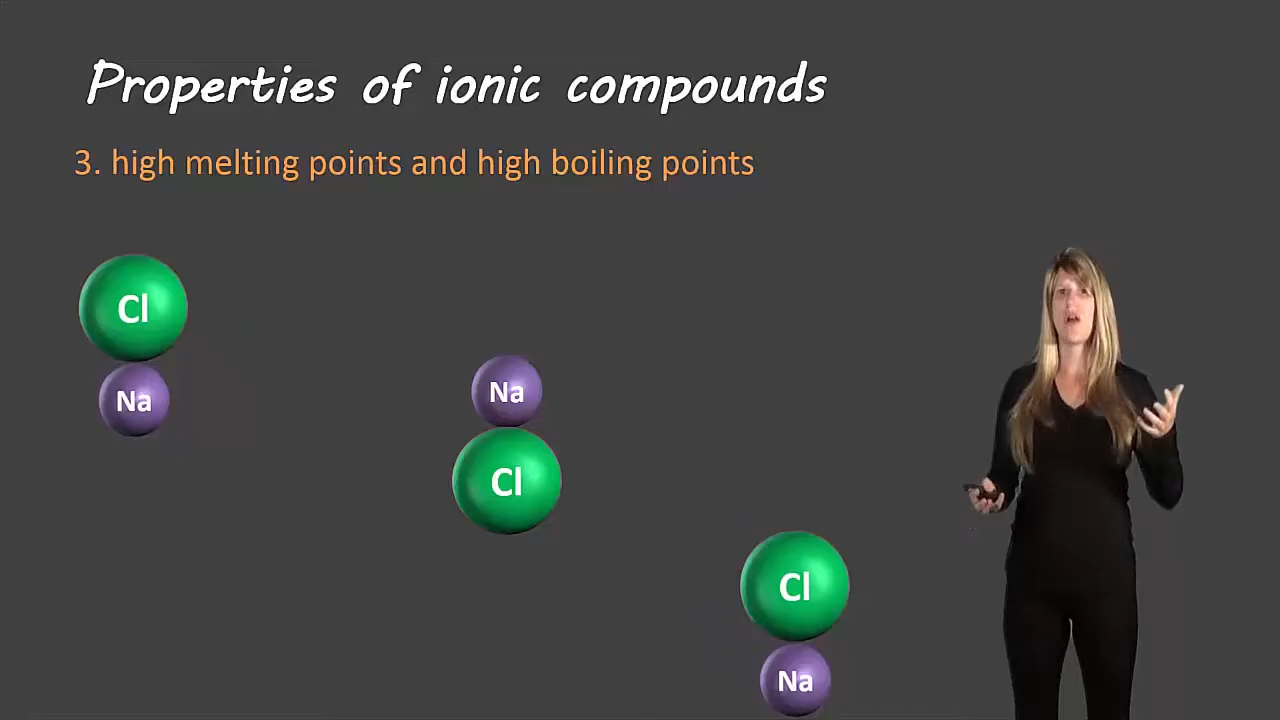 Properties of ionic compounds
3. high melting points and high boiling points
Cl
Na
Na
Cl
Cl
Na